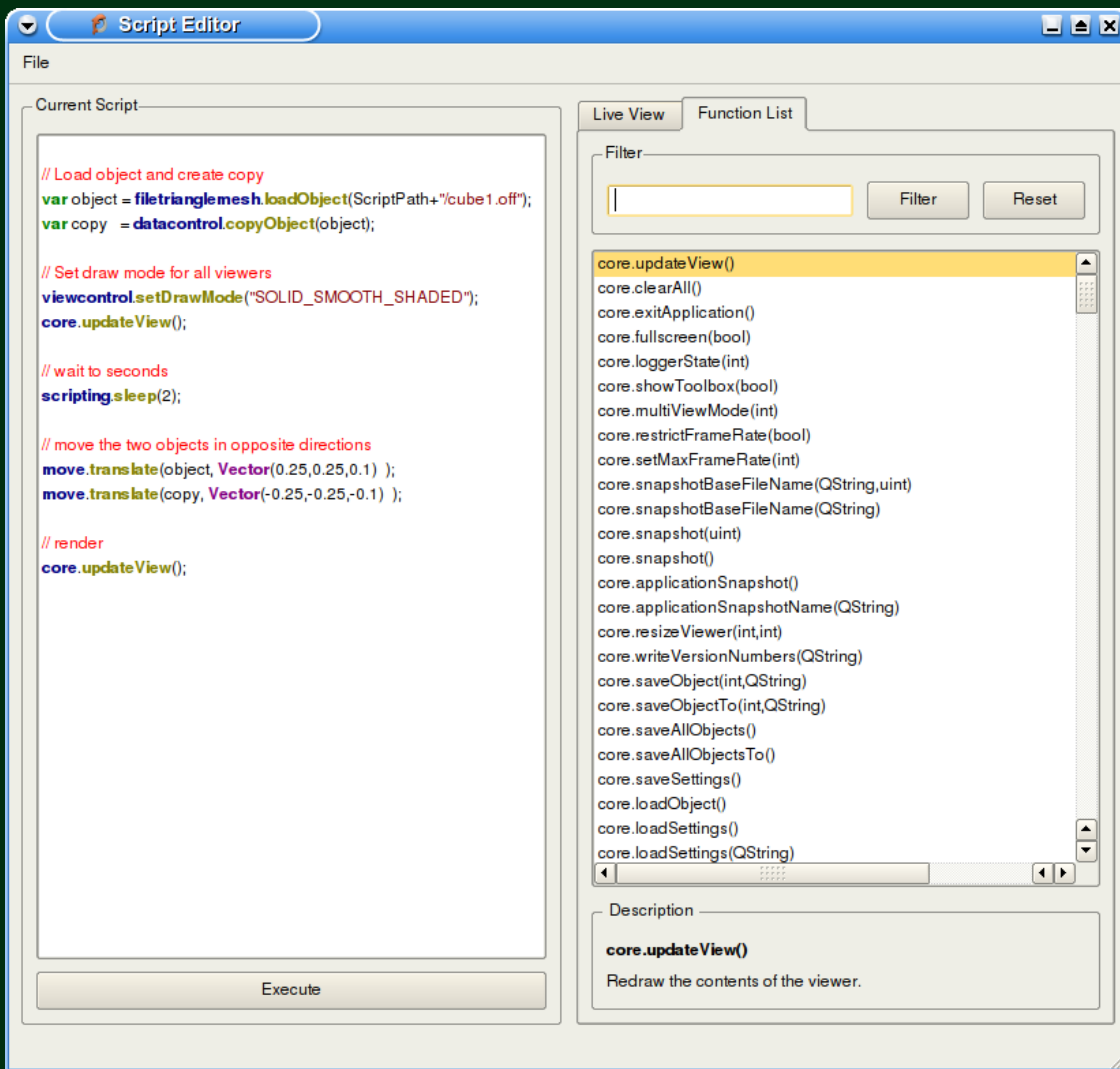 Script Editor
File
Current Script
// Load object and create copy
var object = filetrianglemesh.loadObject(ScriptPath+"/cube1.off");
var copy = datacontrol.copyObject(object);
// Set draw mode for all viewers
viewcontrol.setDrawMode("SOLID_SMOOTH_SHADED");
core.updateView();
// wait to seconds
scripting.sleep(2);
// move the two objects in opposite directions
move.translate(object, Vector(0.25,0.25,0.1) );
move.translate(copy, Vector(-0.25,-0.25,-0.1) );
// render
core.updateView();
Execute
Live View
Function List
Filter
Filter
Reset
core.updateView()
core.clearAll()
core.exitApplication()
core.fullscreen(bool)
core.loggerState(int)
core.showToolbox(bool)
core.multiViewMode(int)
core.restrictFrameRate(bool)
core.setMaxFrameRate(int)
core.snapshotBaseFileName(QString,uint)
core.snapshotBaseFileName(QString)
core.snapshot(uint)
core.snapshot()
core.applicationSnapshot()
core.applicationSnapshotName(QString)
core.resizeViewer(int,int)
core.writeVersionNumbers(QString)
core.saveObject(int,QString)
core.saveObjectTo(int,QString)
core.saveAllObjects()
core.saveAllObjectsTo()
core.saveSettings()
core.loadObject()
core.loadSettings()
core.loadSettings(QString)
Description
core.updateView()
Redraw the contents of the viewer.